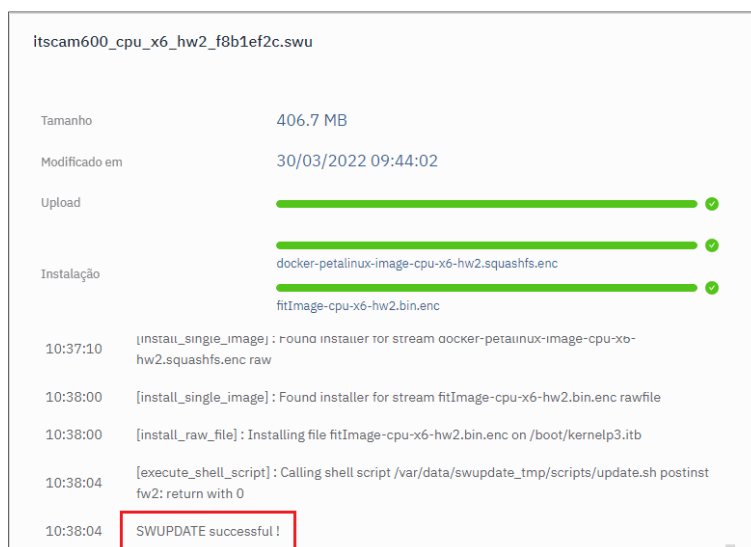 itscam600_cpu_x6_hw2_f8b1ef2c.swu
Tamanho 406.7 MB
Modificado em 30/03/2022 09:44:02
Upload
docker-petalinux-image-cpu-x6-hw2.squashfs.enc
Instalação
fitImage-cpu-x6-hw2.bin.enc
10:37:10 [install_single_image] : Found installer for stream docker-petalinux-image-cpu-x6-
hw2.squashfs.enc raw
10:38:00 [install_single_image] : Found installer for stream fitImage-cpu-x6-hw2.bin.enc rawfile
10:38:00 [install_raw_file] : Installing file fitImage-cpu-x6-hw2.bin.enc on /boot/kernelp3.itb
10:38:04 [execute_shell_script] : Calling shell script /var/data/swupdate_tmp/scripts/update.sh postinst
fw2: return with 0
10:38:04 SWUPDATE successful !